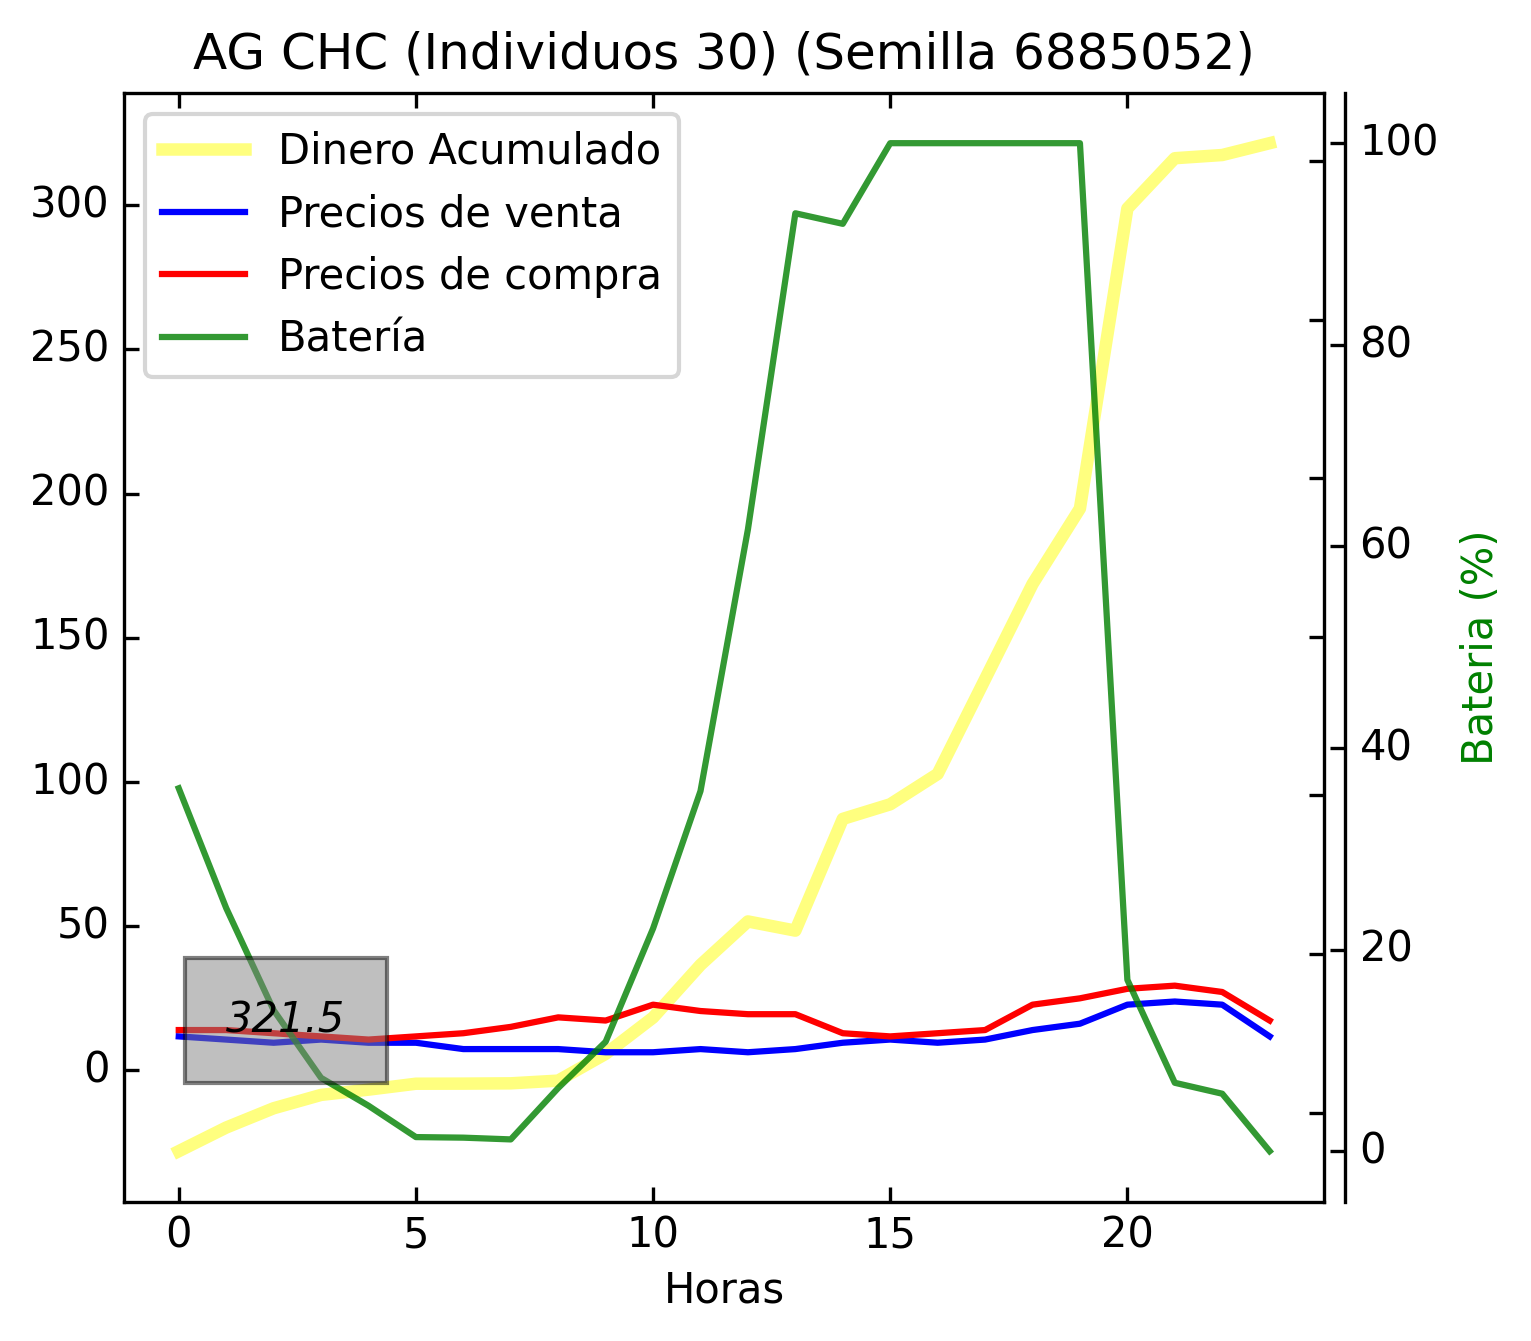 AG CHC (Individuos 30) (Semilla 6885052)
Dinero Acumulado
Precios de venta
Precios de compra
Batería
300
250
200
150
100
50
0
321.5
100
80
60
40
20
0
Bateria (%)
0 5 10 15 20
Horas